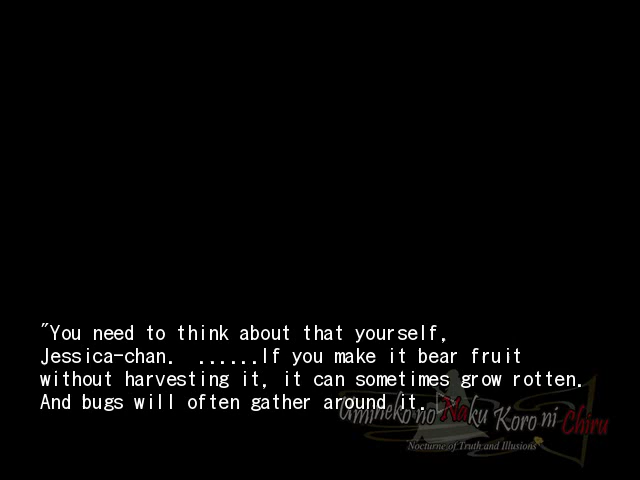 "You need to think about that yourself,
Jessica-chan.  ......If you make it bear fruit
without harvesting it, it can sometimes grow rotten.
And bugs will often gather around it.
Umineko no Naku Koro ni Chiru
Nocturne of Truth and Illusions